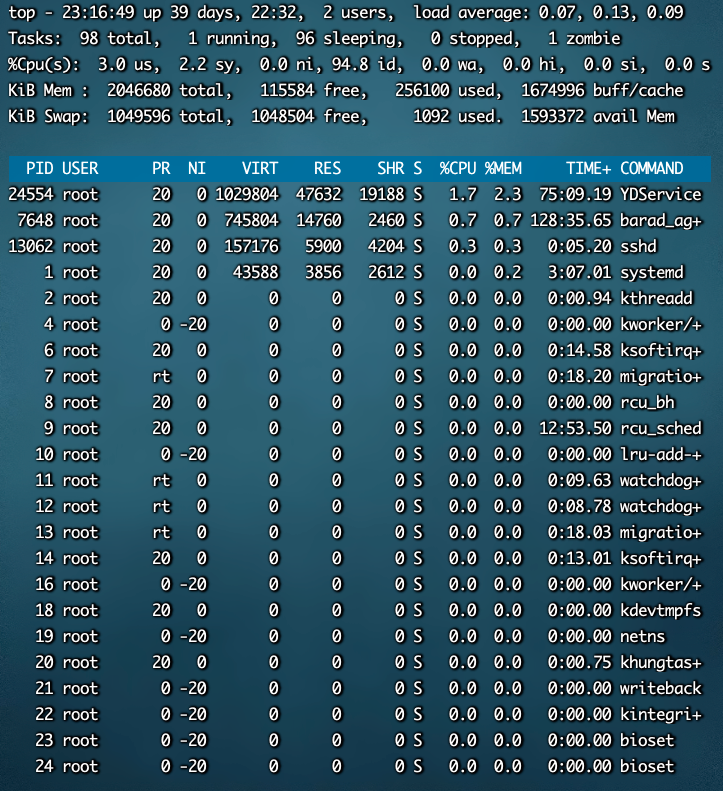 top - 23:16:49 up 39 days, 22:32,  2 users,  load average: 0.07, 0.13, 0.09
Tasks:  98 total,   1 running,  96 sleeping,   0 stopped,   1 zombie
%Cpu(s):  3.0 us,  2.2 sy,  0.0 ni, 94.8 id,  0.0 wa,  0.0 hi,  0.0 si,  0.0 s
KiB Mem :  2046680 total,   115584 free,   256100 used,  1674996 buff/cache
KiB Swap:  1049596 total,  1048504 free,     1092 used.  1593372 avail Mem
  PID USER      PR  NI    VIRT    RES    SHR S  %CPU %MEM     TIME+ COMMAND
24554 root      20   0 1029804  47632  19188 S   1.7  2.3  75:09.19 YDService
 7648 root      20   0  745804  14760   2460 S   0.7  0.7 128:35.65 barad_ag+
13062 root      20   0  157176   5900   4204 S   0.3  0.3   0:05.20 sshd
    1 root      20   0   43588   3856   2612 S   0.0  0.2   3:07.01 systemd
    2 root      20   0       0      0      0 S   0.0  0.0   0:00.94 kthreadd
    4 root       0 -20       0      0      0 S   0.0  0.0   0:00.00 kworker/+
    6 root      20   0       0      0      0 S   0.0  0.0   0:14.58 ksoftirq+
    7 root      rt   0       0      0      0 S   0.0  0.0   0:18.20 migratio+
    8 root      20   0       0      0      0 S   0.0  0.0   0:00.00 rcu_bh
    9 root      20   0       0      0      0 S   0.0  0.0  12:53.50 rcu_sched
   10 root       0 -20       0      0      0 S   0.0  0.0   0:00.00 lru-add-+
   11 root      rt   0       0      0      0 S   0.0  0.0   0:09.63 watchdog+
   12 root      rt   0       0      0      0 S   0.0  0.0   0:08.78 watchdog+
   13 root      rt   0       0      0      0 S   0.0  0.0   0:18.03 migratio+
   14 root      20   0       0      0      0 S   0.0  0.0   0:13.01 ksoftirq+
   16 root       0 -20       0      0      0 S   0.0  0.0   0:00.00 kworker/+
   18 root      20   0       0      0      0 S   0.0  0.0   0:00.00 kdevtmpfs
   19 root       0 -20       0      0      0 S   0.0  0.0   0:00.00 netns
   20 root      20   0       0      0      0 S   0.0  0.0   0:00.75 khungtas+
   21 root       0 -20       0      0      0 S   0.0  0.0   0:00.00 writeback
   22 root       0 -20       0      0      0 S   0.0  0.0   0:00.00 kintegri+
   23 root       0 -20       0      0      0 S   0.0  0.0   0:00.00 bioset
   24 root       0 -20       0      0      0 S   0.0  0.0   0:00.00 bioset